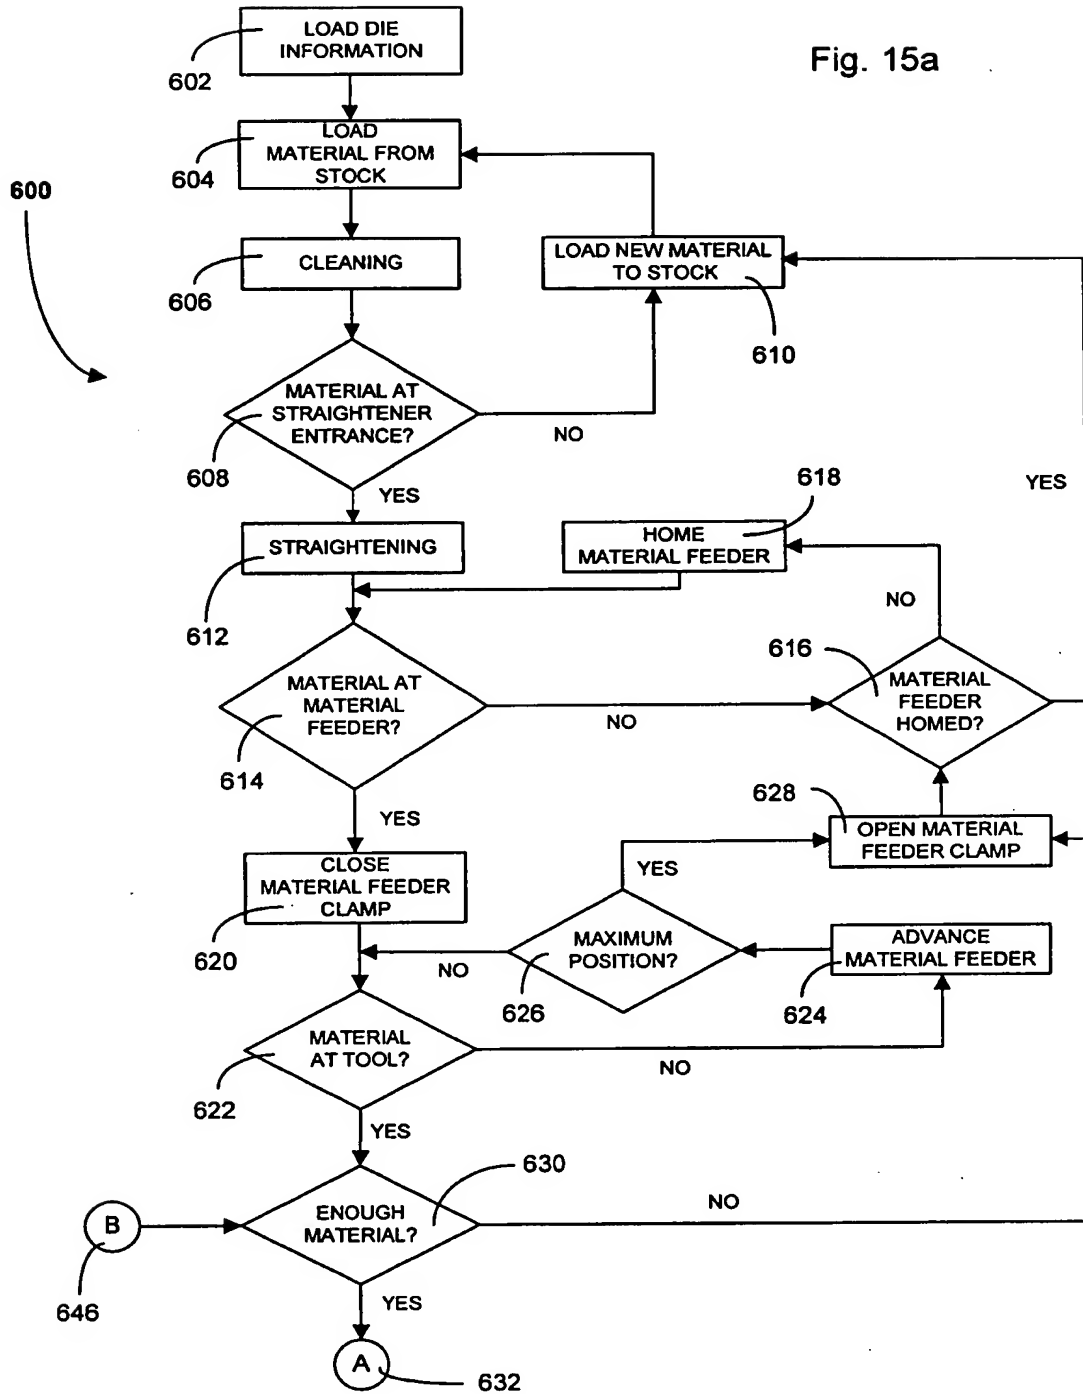 LOAD DIE
INFORMATION
602
Fig. 15a
LOAD
MATERIAL FROM
STOCK
604
600
CLEANING
606
LOAD NEW MATERIAL
TO STOCK
610
MATERIAL AT
STRAIGHTENER
ENTRANCE?
608
NO
YES
YES
618
STRAIGHTENING
612
HOME
MATERIAL FEEDER
NO
616
MATERIAL AT
MATERIAL
FEEDER?
614
NO
MATERIAL
FEEDER
HOMED?
YES
628
OPEN MATERIAL
FEEDER CLAMP
CLOSE
MATERIAL FEEDER
CLAMP
620
YES
MAXIMUM
POSITION?
626
NO
ADVANCE
MATERIAL FEEDER
624
MATERIAL
AT TOOL?
622
NO
YES
630
ENOUGH
MATERIAL?
NO
B
646
YES
A
632